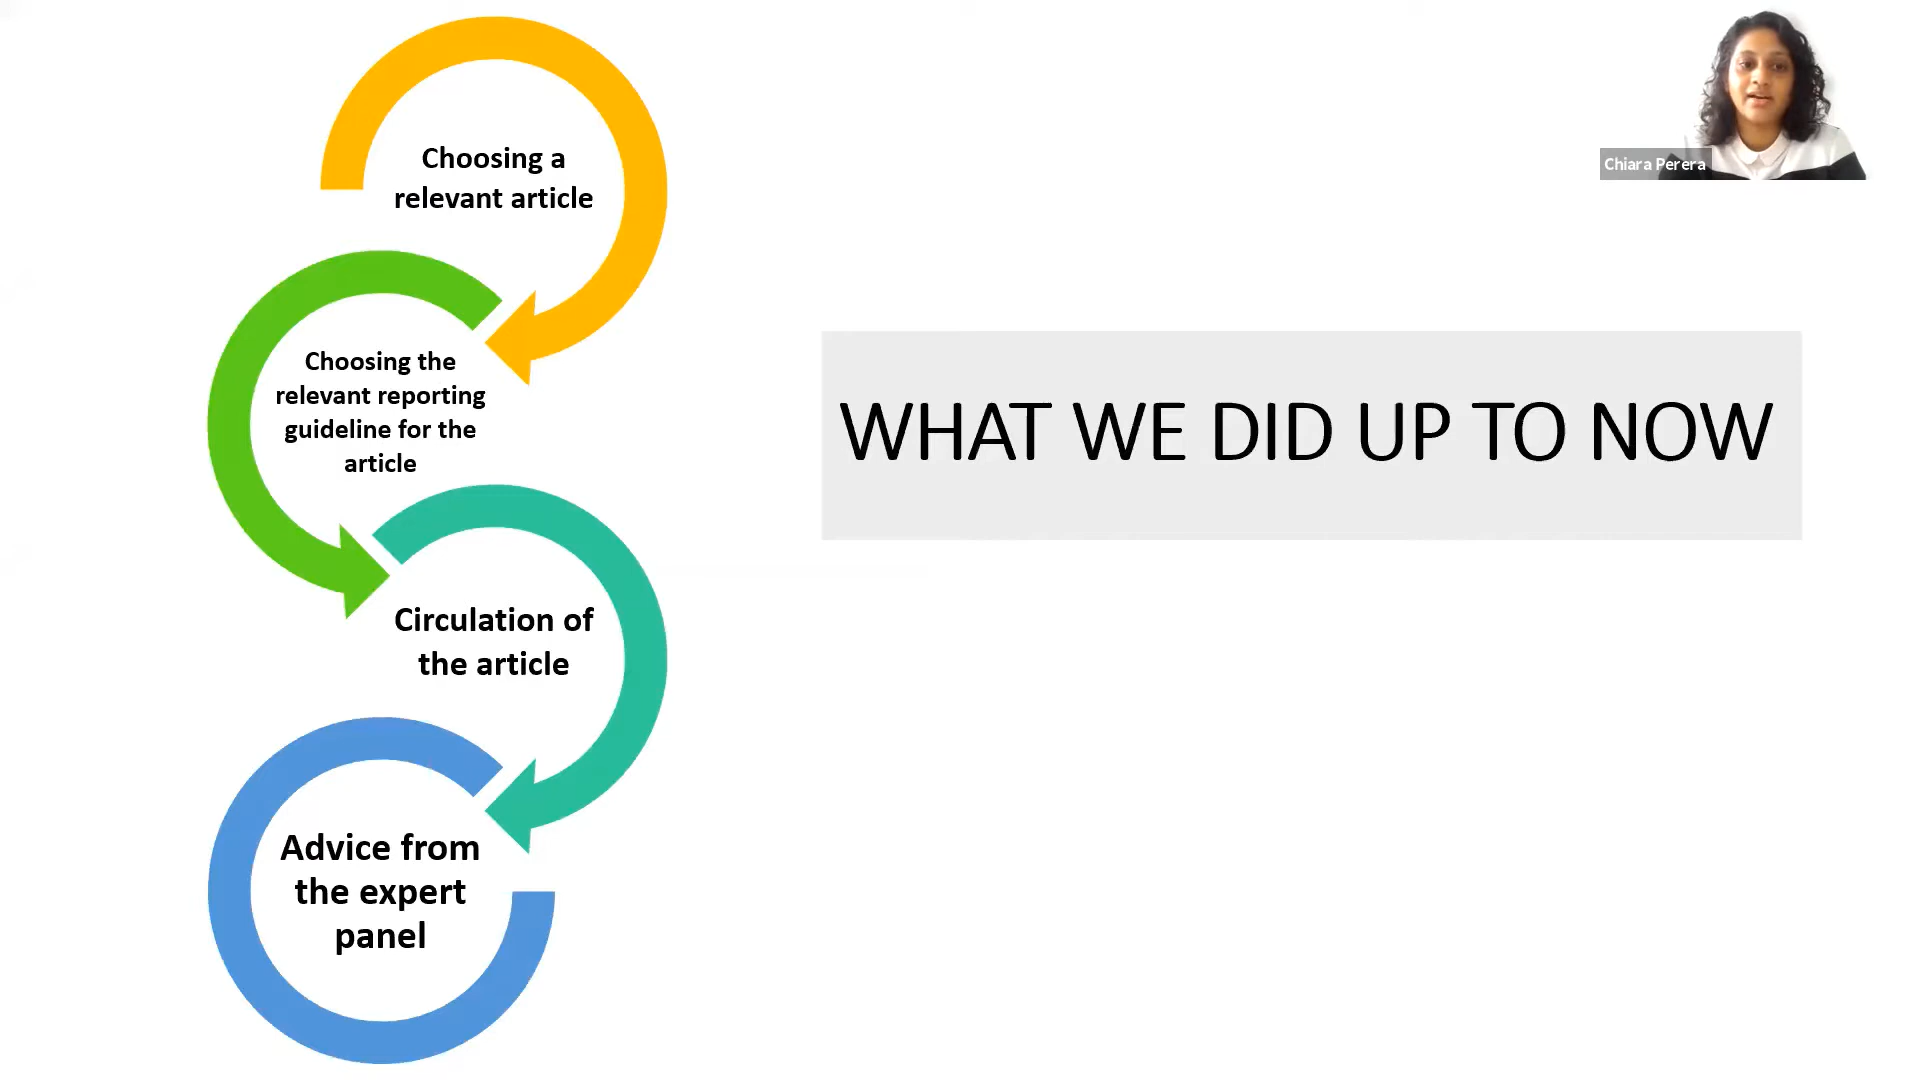 Choosing a
relevant article
Choosing the
relevant reporting
guideline for the
article
Circulation of
the article
Advice from
the expert
panel
WHAT WE DID UP TO NOW
Chiara Perera